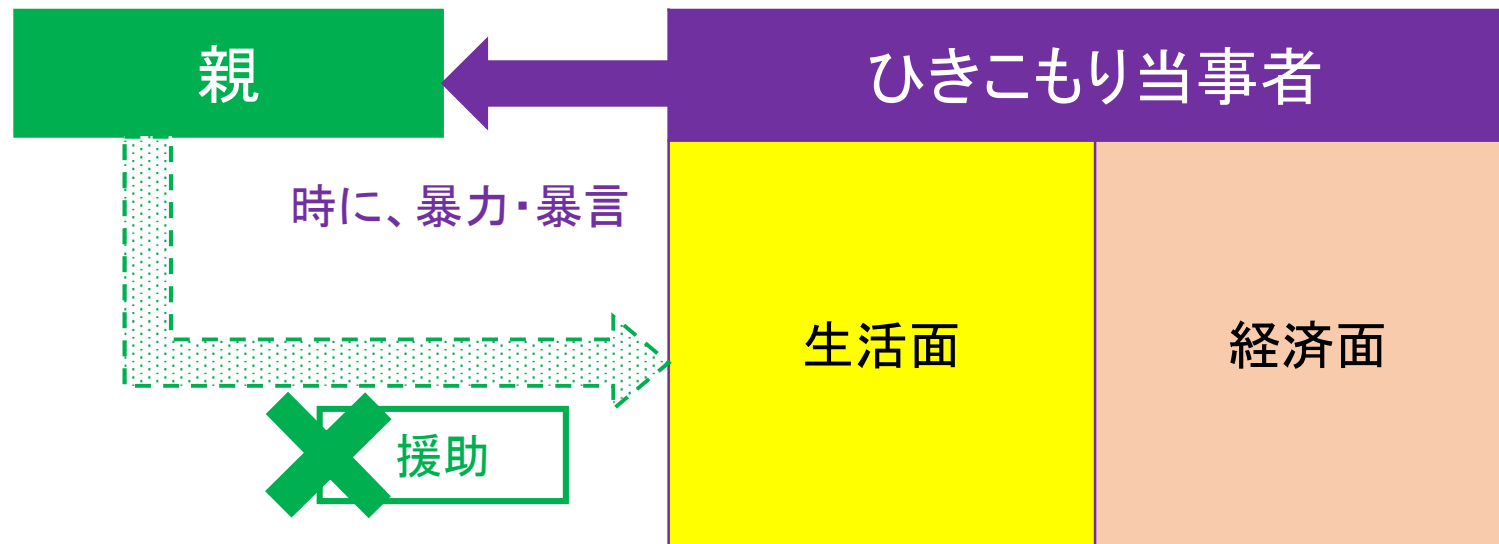 親
ひきこもり当事者
時に、暴力・暴言
生活面
経済面
援助